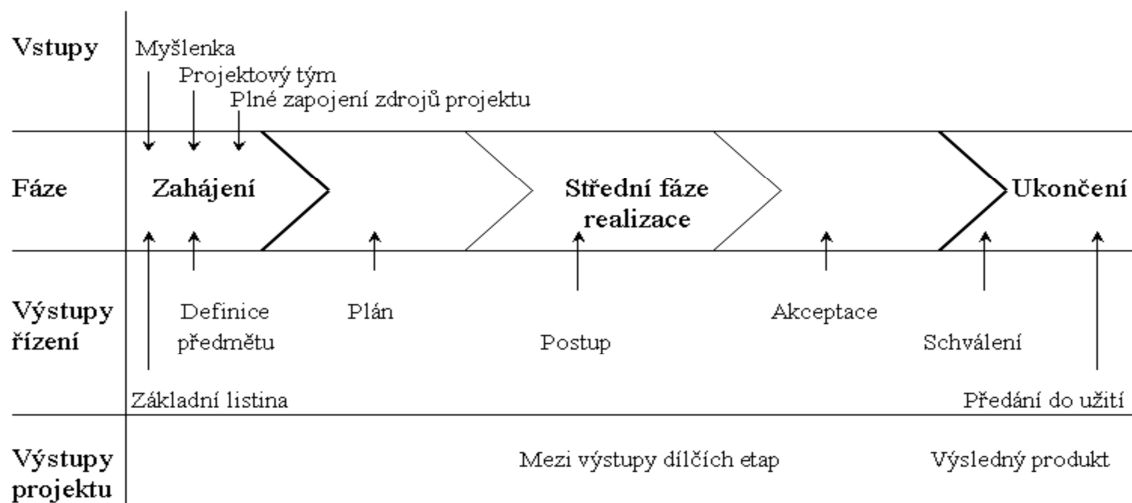 Vstupy
Myšlenka
Projektový tým
Plné zapojení zdrojů projektu
Fáze
Zahájení
Střední fáze
realizace
Ukončení
Výstupy
řízení
Definice
předmětu
Plán
Postup
Akceptace
Schválení
Základní listina
Předání do užití
Výstupy
projektu
Mezi výstupy dílčích etap
Výsledný produkt